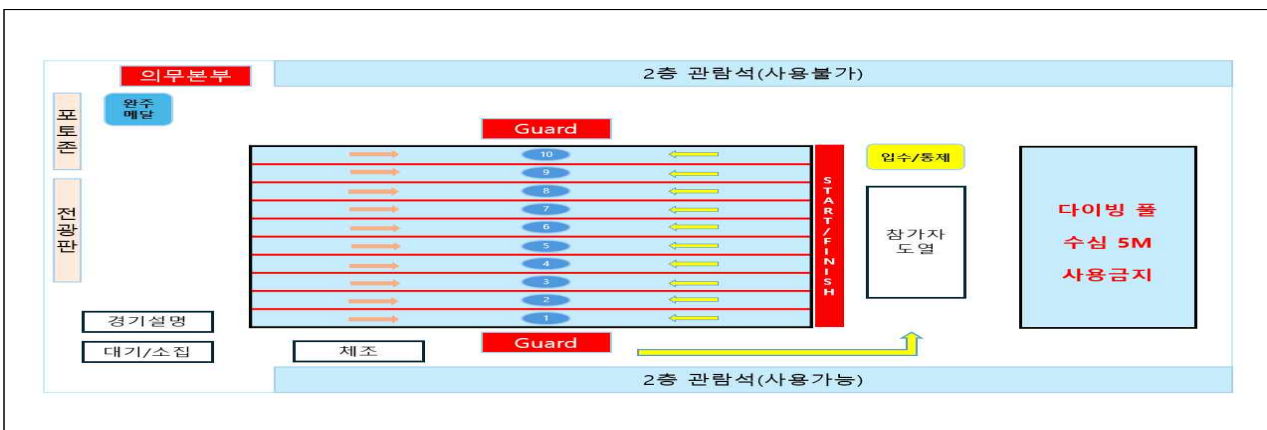 의무본부
2층 관람석(사용불가)
완주
메달
포토존
Guard
10
9
8
7
6
5
4
3
2
1
START/FINISH
입수/통제
참가자
도열
다이빙 풀
수심 5M
사용금지
전광판
경기설명
대기/소집
체조
Guard
2층 관람석(사용가능)